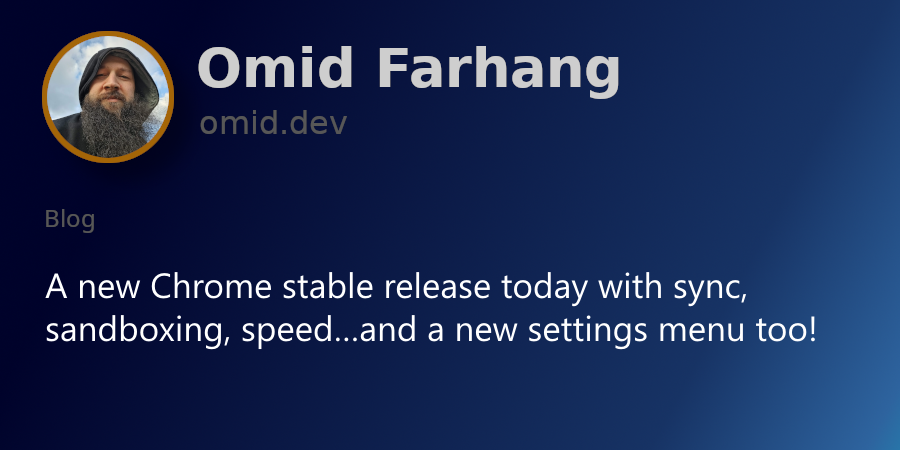 Omid Farhang
omid.dev
Blog
A new Chrome stable release today with sync,
sandboxing, speed…and a new settings menu too!